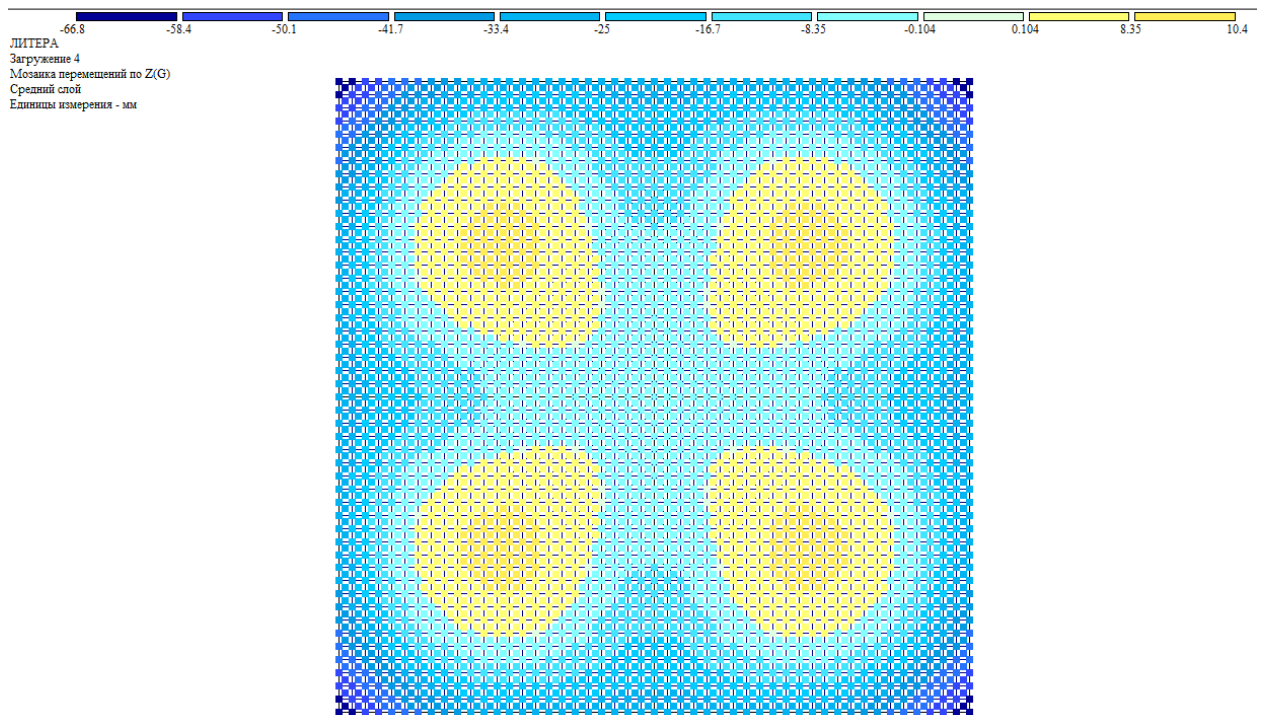 -66.8 -58.4 -50.1 -41.7 -33.4 -25 -16.7 -8.35 -0.104 0.104 8.35 10.4
ЛИТЕРА
Загружение 4
Мозаика перемещений по Z(G)
Средний слой
Единицы измерения - мм